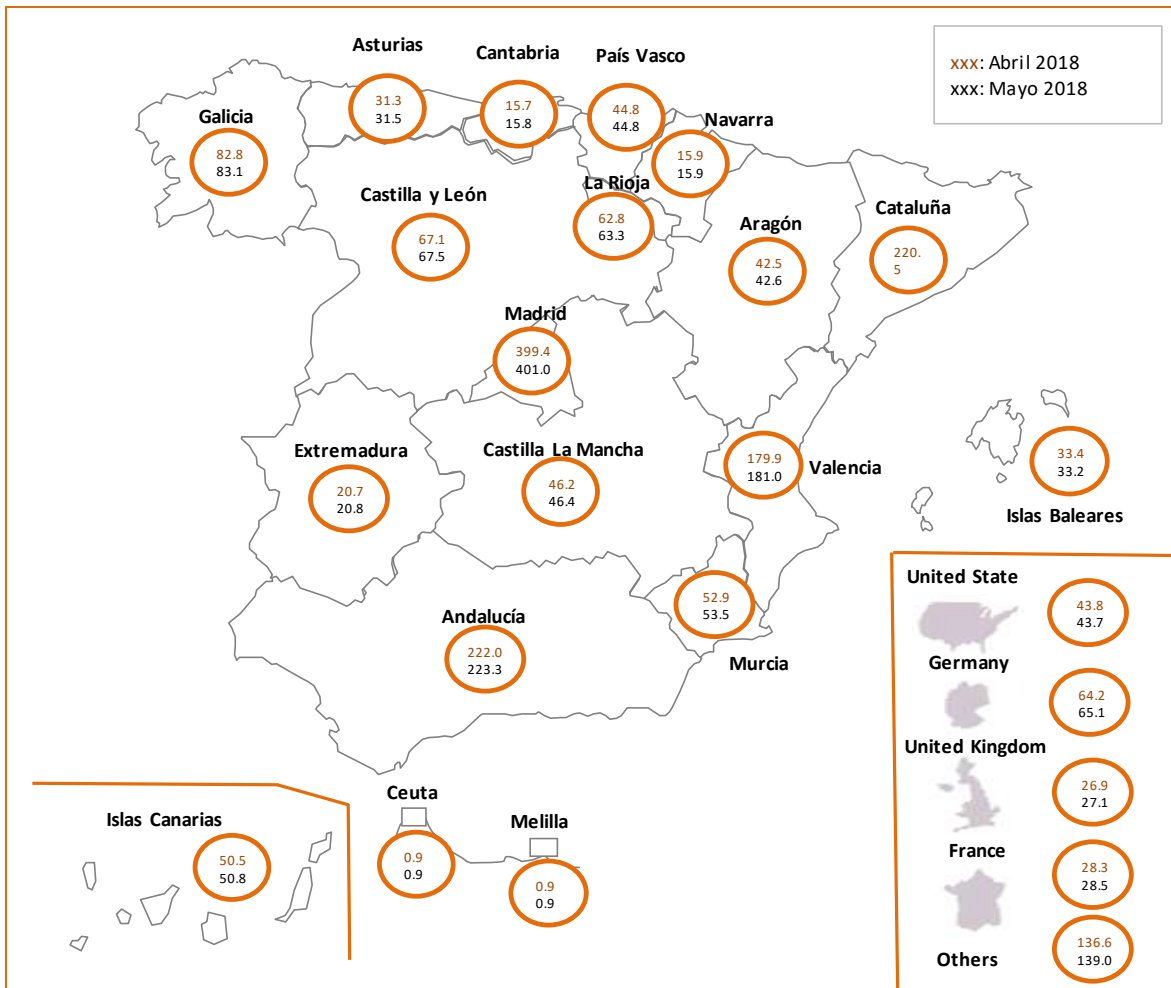 xxx: Abril 2018
xxx: Mayo 2018
Asturias
31.3
31.5
Cantabria
15.7
15.8
País Vasco
44.8
44.8
Navarra
15.9
15.9
Galicia
82.8
83.1
Castilla y León
67.1
67.5
La Rioja
62.8
63.3
Aragón
42.5
42.6
Cataluña
220.
5
Madrid
399.4
401.0
Extremadura
20.7
20.8
Castilla La Mancha
46.2
46.4
179.9
181.0
Valencia
33.4
33.2
Islas Baleares
Andalucía
222.0
223.3
52.9
53.5
Murcia
United State
43.8
43.7
Germany
64.2
65.1
United Kingdom
26.9
27.1
France
28.3
28.5
Others
136.6
139.0
Islas Canarias
50.5
50.8
Ceuta
0.9
0.9
Melilla
0.9
0.9